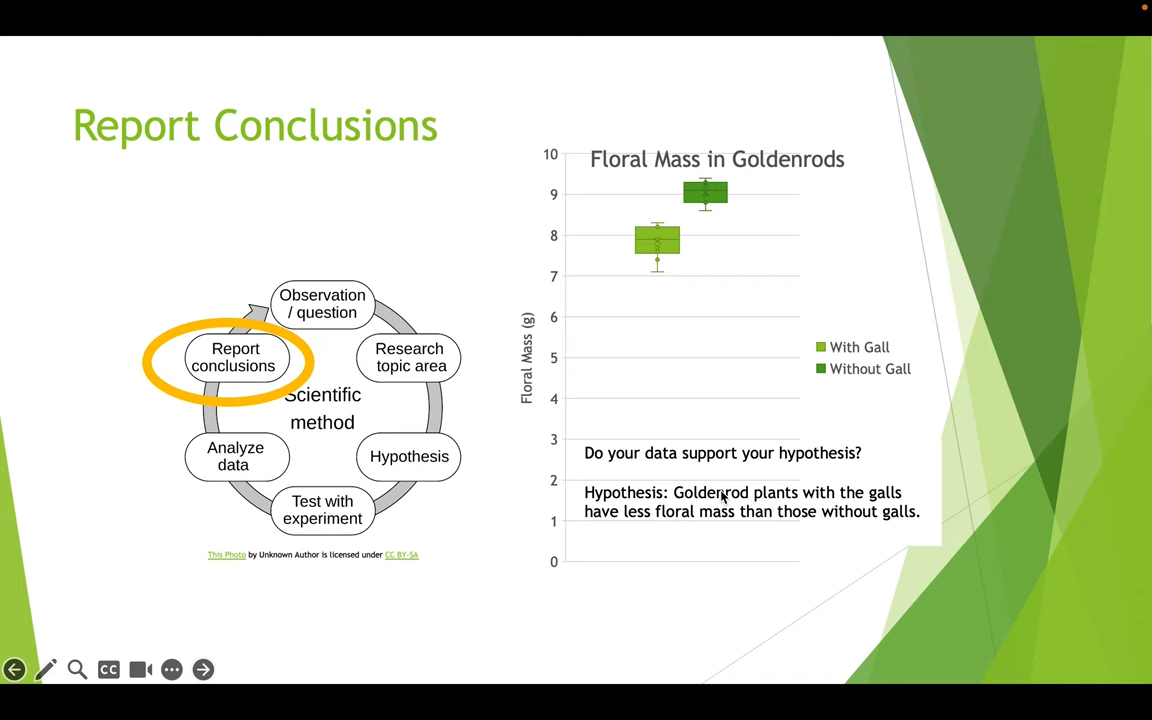 Report Conclusions
Observation
/ question
Report
conclusions
Research
topic area
Scientific
method
Analyze
data
Hypothesis
Test with
experiment
This Photo by Unknown Author is licensed under CC BY-SA
Floral Mass in Goldenrods
Floral Mass (g)
10
9
8
7
6
5
4
3
2
1
0
With Gall
Without Gall
Do your data support your hypothesis?
Hypothesis: Goldenrod plants with the galls
have less floral mass than those without galls.
CC